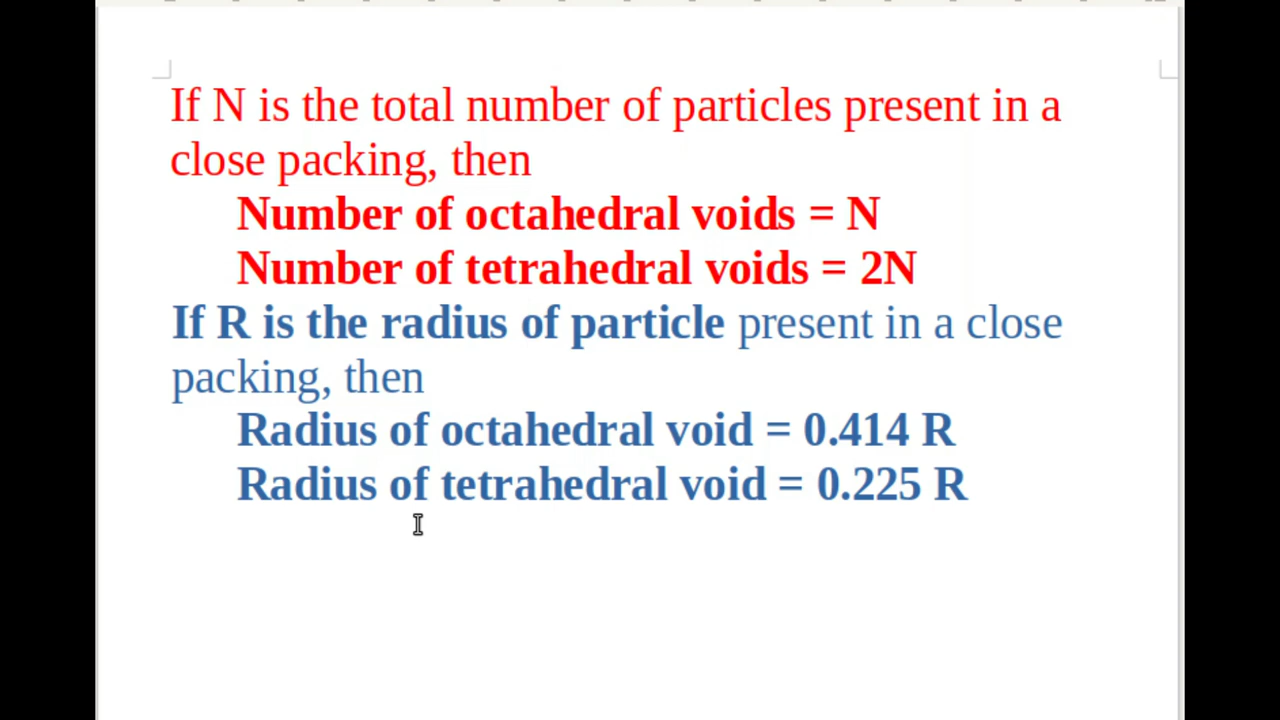 If N is the total number of particles present in a
close packing, then
Number of octahedral voids = N
Number of tetrahedral voids = 2N
If R is the radius of particle present in a close
packing, then
Radius of octahedral void = 0.414 R
Radius of tetrahedral void = 0.225 R